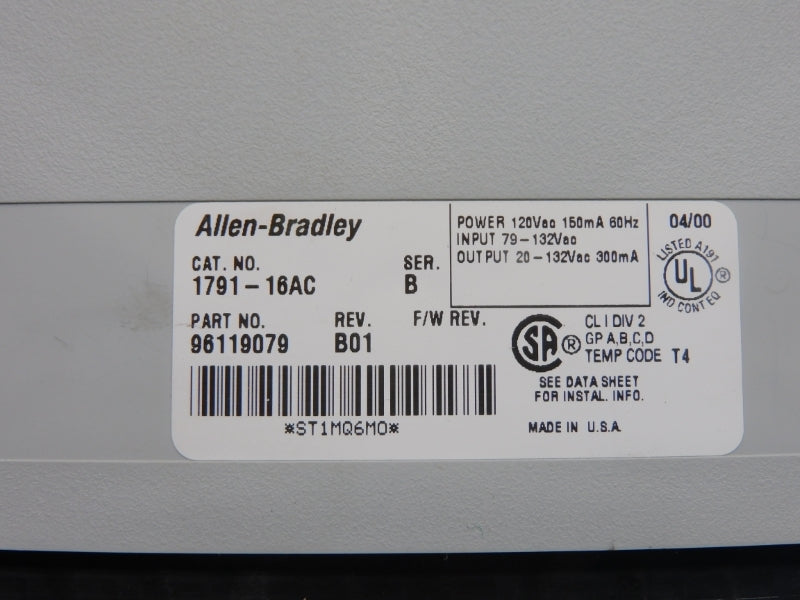 Allen-Bradley
CAT. NO.
SER.
1791-16AC
B
PART NO.
REV.
F/W REV.
96119079
B01
*ST1MQ6M0*
POWER 120Vac 150mA 60Hz
INPUT 79-132Vac
OUTPUT 20-132Vac 300mA
04/00
LISTED A197
UL ®
IND CONT EQ
SA ®
CL I DIV 2
GP A,B,C,D
TEMP CODE T4
SEE DATA SHEET
FOR INSTAL. INFO.
MADE IN U.S.A.